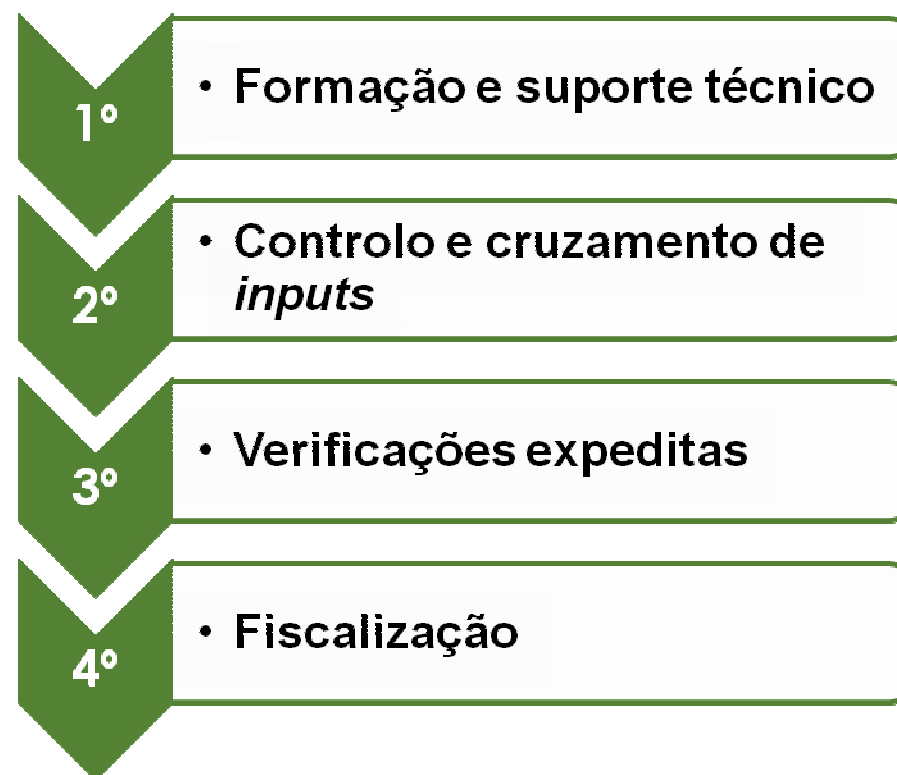 1º
• Formação e suporte técnico
2º
• Controlo e cruzamento de
inputs
3º
• Verificações expeditas
4º
• Fiscalização